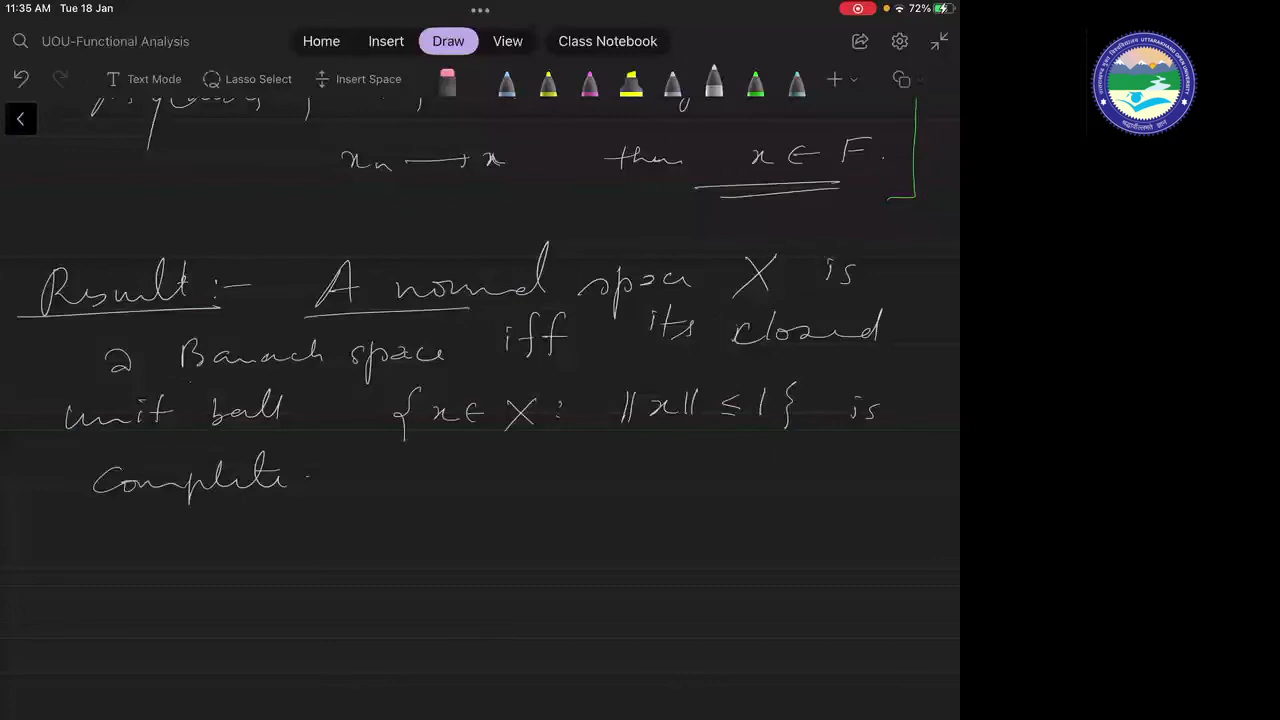 11:35 AM Tue 18 Jan
72%
UOU-Functional Analysis
Home Insert Draw View Class Notebook
Text Mode Lasso Select Insert Space
xn → x then x ∈ F.
Result :- A normed space X is
a Banach space iff its closed
unit ball { x ∈ X : ||x|| ≤ 1 } is
Complete.